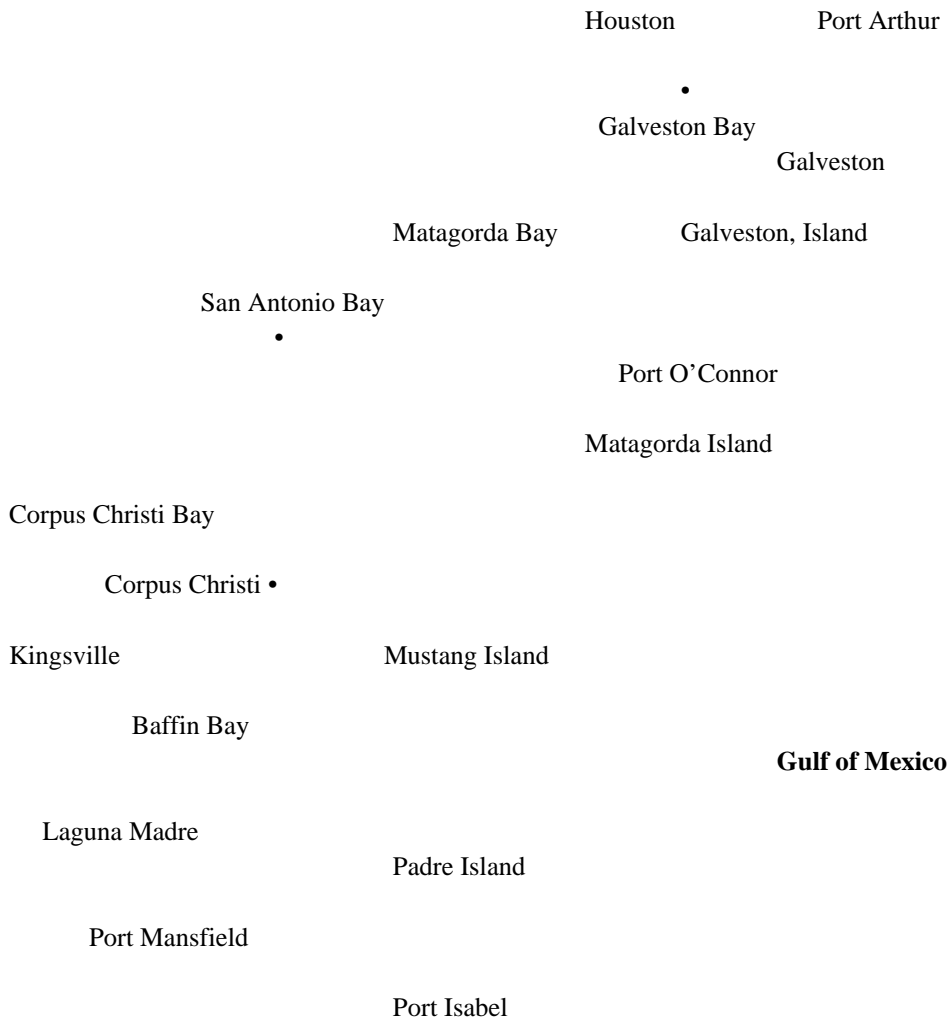 Houston Port Arthur
•
Galveston Bay
Galveston
Matagorda Bay Galveston, Island
San Antonio Bay
•
Port O’Connor
Matagorda Island
Corpus Christi Bay
Corpus Christi •
Kingsville Mustang Island
Baffin Bay
Gulf of Mexico
Laguna Madre
Padre Island
Port Mansfield
Port Isabel